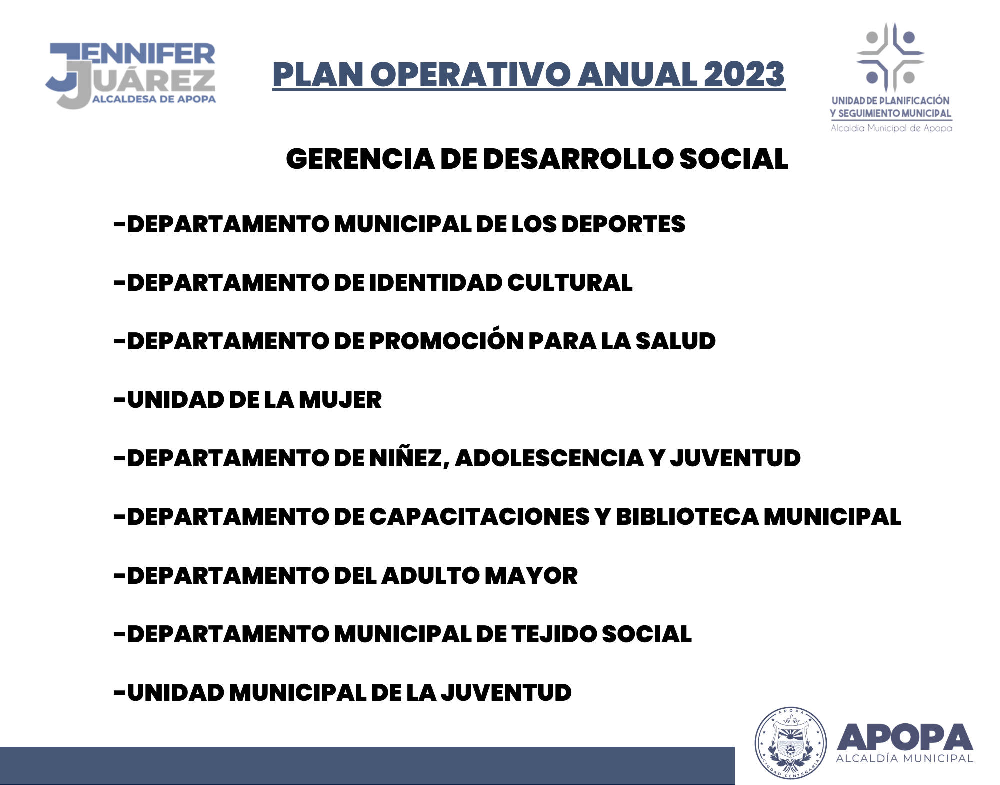 JENNIFER
JUÁREZ
ALCALDESA DE APOPA
PLAN OPERATIVO ANUAL 2023
UNIDAD DE PLANIFICACIÓN
Y SEGUIMIENTO MUNICIPAL
Alcaldia Municipal de Apopa
GERENCIA DE DESARROLLO SOCIAL
-DEPARTAMENTO MUNICIPAL DE LOS DEPORTES
-DEPARTAMENTO DE IDENTIDAD CULTURAL
-DEPARTAMENTO DE PROMOCIÓN PARA LA SALUD
-UNIDAD DE LA MUJER
-DEPARTAMENTO DE NIÑEZ, ADOLESCENCIA Y JUVENTUD
-DEPARTAMENTO DE CAPACITACIONES Y BIBLIOTECA MUNICIPAL
-DEPARTAMENTO DEL ADULTO MAYOR
-DEPARTAMENTO MUNICIPAL DE TEJIDO SOCIAL
-UNIDAD MUNICIPAL DE LA JUVENTUD
APOPA
CIUDAD CENTENARIA
APOPA
ALCALDÍA MUNICIPAL